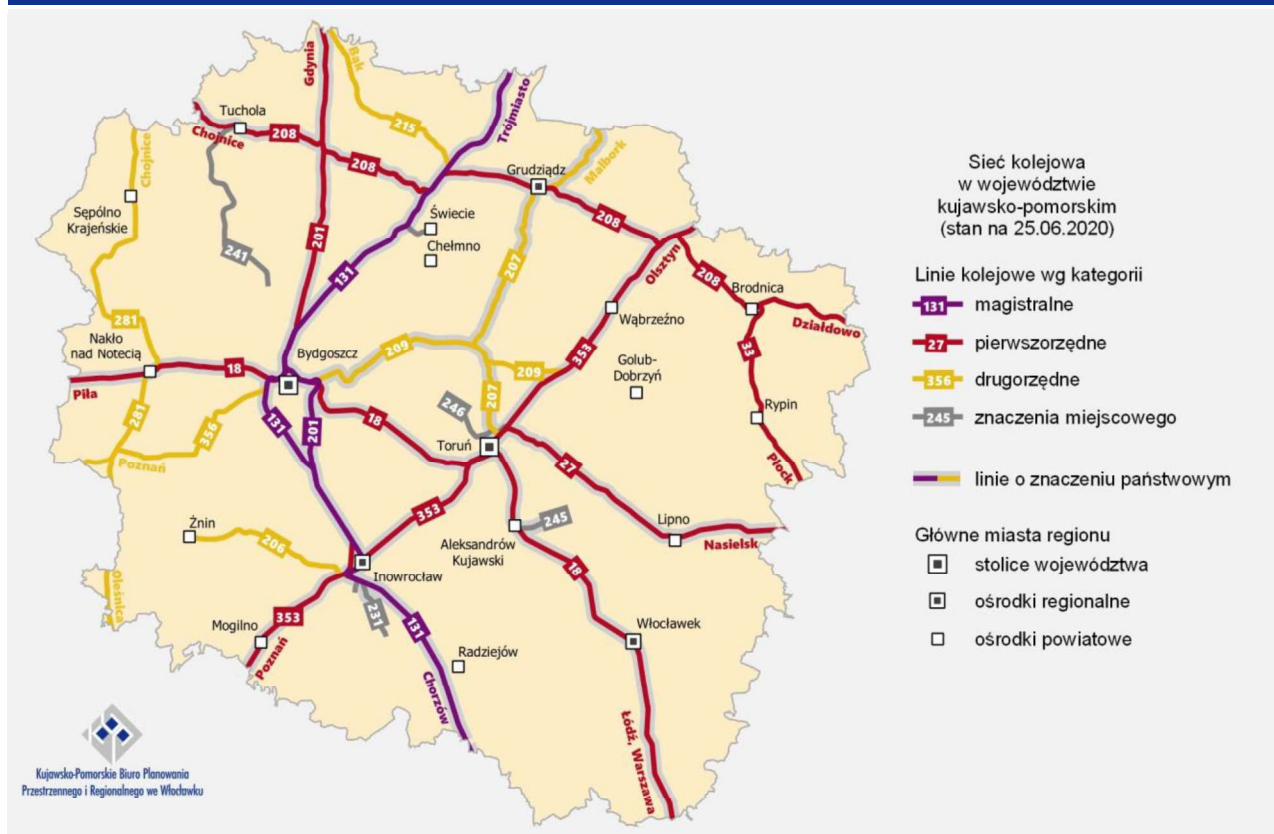 Gdynia
Bąk
Trójmiasto
Tuchola
Chojnice
208
215
208
Chojnice
Grudziądz
Malbork
Sępólno
Krajeńskie
241
201
Świecie
Chełmno
131
207
208
Olsztyn
208
Brodnica
Działdowo
281
Nakło
nad Notecią
18
Piła
Bydgoszcz
209
Wąbrzeźno
353
33
209
Golub-
Dobrzyń
281
356
131
201
18
246
207
Rypin
Płock
Poznań
Toruń
27
Żnin
206
353
Aleksandrów
Kujawski
245
Lipno
Nasielsk
Oleśnica
Inowrocław
18
Mogilno
353
231
131
Włocławek
Poznań
Radziejów
Chorzów
Łódź, Warszawa
Sieć kolejowa
w województwie
kujawsko-pomorskim
(stan na 25.06.2020)
Linie kolejowe wg kategorii
131 magistralne
27 pierwszorzędne
356 drugorzędne
245 znaczenia miejscowego
linie o znaczeniu państwowym
Główne miasta regionu
stolice województwa
ośrodki regionalne
ośrodki powiatowe
Kujawsko-Pomorskie Biuro Planowania
Przestrzennego i Regionalnego we Włocławku